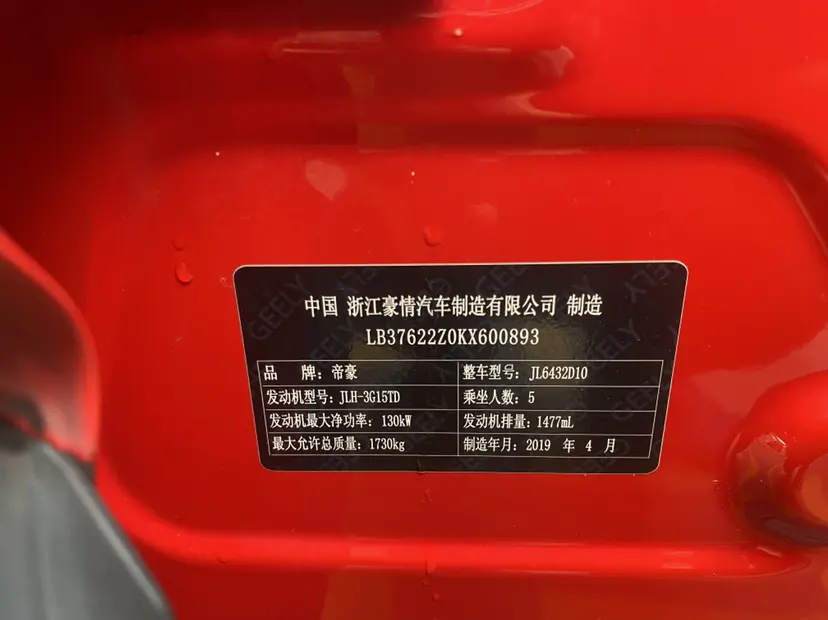 中国 浙江豪情汽车制造有限公司 制造
LB37622Z0KX600893
品 牌：帝豪 整车型号：JL6432D10
发动机型号：JLH-3G15TD 乘坐人数：5
发动机最大净功率：130kW 发动机排量：1477mL
最大允许总质量：1730kg 制造年月：2019 年 4 月
GEELY
GEELY